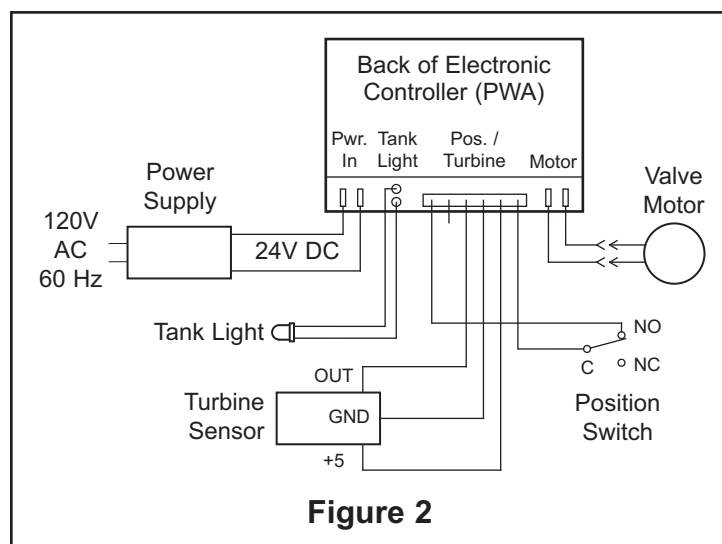 Back of Electronic
Controller (PWA)
Pwr.
In
Tank
Light
Pos. /
Turbine
Motor
Power
Supply
Valve
Motor
120V
AC
60 Hz
24V DC
Tank Light
NO
C
NC
OUT
Turbine
Sensor
GND
Position
Switch
+5
Figure 2